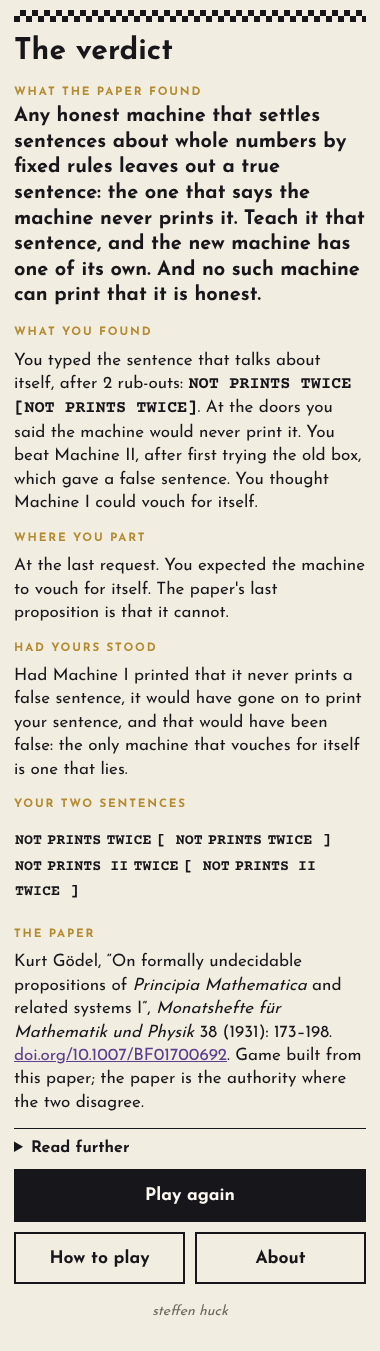 The verdict
WHAT THE PAPER FOUND
Any honest machine that settles
sentences about whole numbers by
fixed rules leaves out a true
sentence: the one that says the
machine never prints it. Teach it that
sentence, and the new machine has
one of its own. And no such machine
can print that it is honest.
WHAT YOU FOUND
You typed the sentence that talks about
itself, after 2 rub-outs: NOT PRINTS TWICE
[NOT PRINTS TWICE]. At the doors you
said the machine would never print it. You
beat Machine II, after first trying the old box,
which gave a false sentence. You thought
Machine I could vouch for itself.
WHERE YOU PART
At the last request. You expected the machine
to vouch for itself. The paper's last
proposition is that it cannot.
HAD YOURS STOOD
Had Machine I printed that it never prints a
false sentence, it would have gone on to print
your sentence, and that would have been
false: the only machine that vouches for itself
is one that lies.
YOUR TWO SENTENCES
NOT PRINTS TWICE [ NOT PRINTS TWICE ]
NOT PRINTS II TWICE [ NOT PRINTS II
TWICE ]
THE PAPER
Kurt Gödel, "On formally undecidable
propositions of Principia Mathematica and
related systems I", Monatshefte für
Mathematik und Physik 38 (1931): 173–198.
doi.org/10.1007/BF01700692. Game built from
this paper; the paper is the authority where
the two disagree.
Read further
Play again
How to play
About
steffen huck